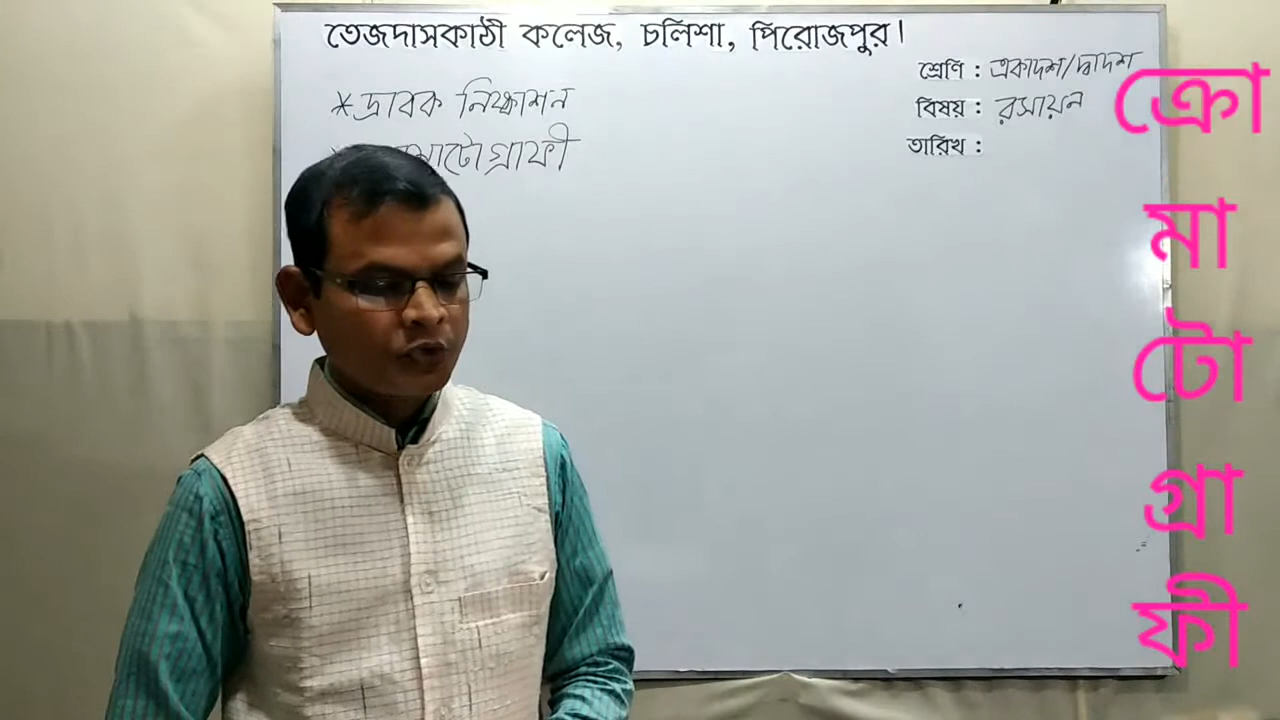 তেজদাসকাঠী কলেজ, চলিশা, পিরোজপুর।
শ্রেণি : একাদশ/দ্বাদশ
বিষয় : রসায়ন
তারিখ :
*দ্রাবক নিষ্কাশন
মাটোগ্রাফী
ক্রো
মা
টো
গ্রা
ফী